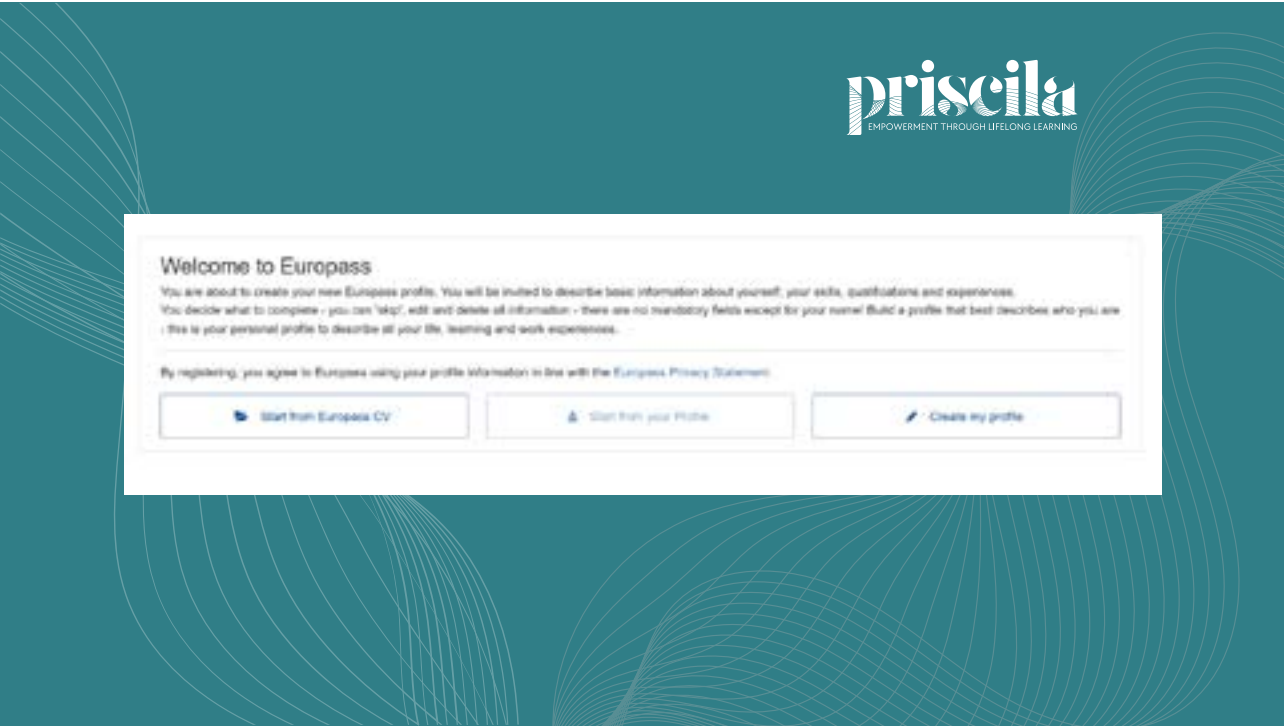 priscila
EMPOWERMENT THROUGH LIFELONG LEARNING
Welcome to Europass
You are about to create your new Europass profile. You will be invited to describe basic information about yourself, your skills, qualifications and experiences.
You decide what to complete - you can 'skip', edit and delete all information - there are no mandatory fields except for your name! Build a profile that best describes who you are
- this is your personal profile to describe all your life, learning and work experiences.
By registering, you agree to Europass using your profile information in line with the Europass Privacy Statement
Start from Europass CV
Start from your Profile
Create my profile